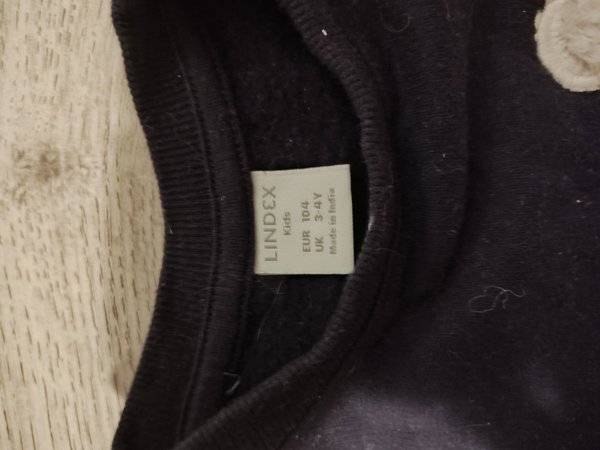 LINDEX
Kids
EUR 104
UK 3-4Y
Made in India